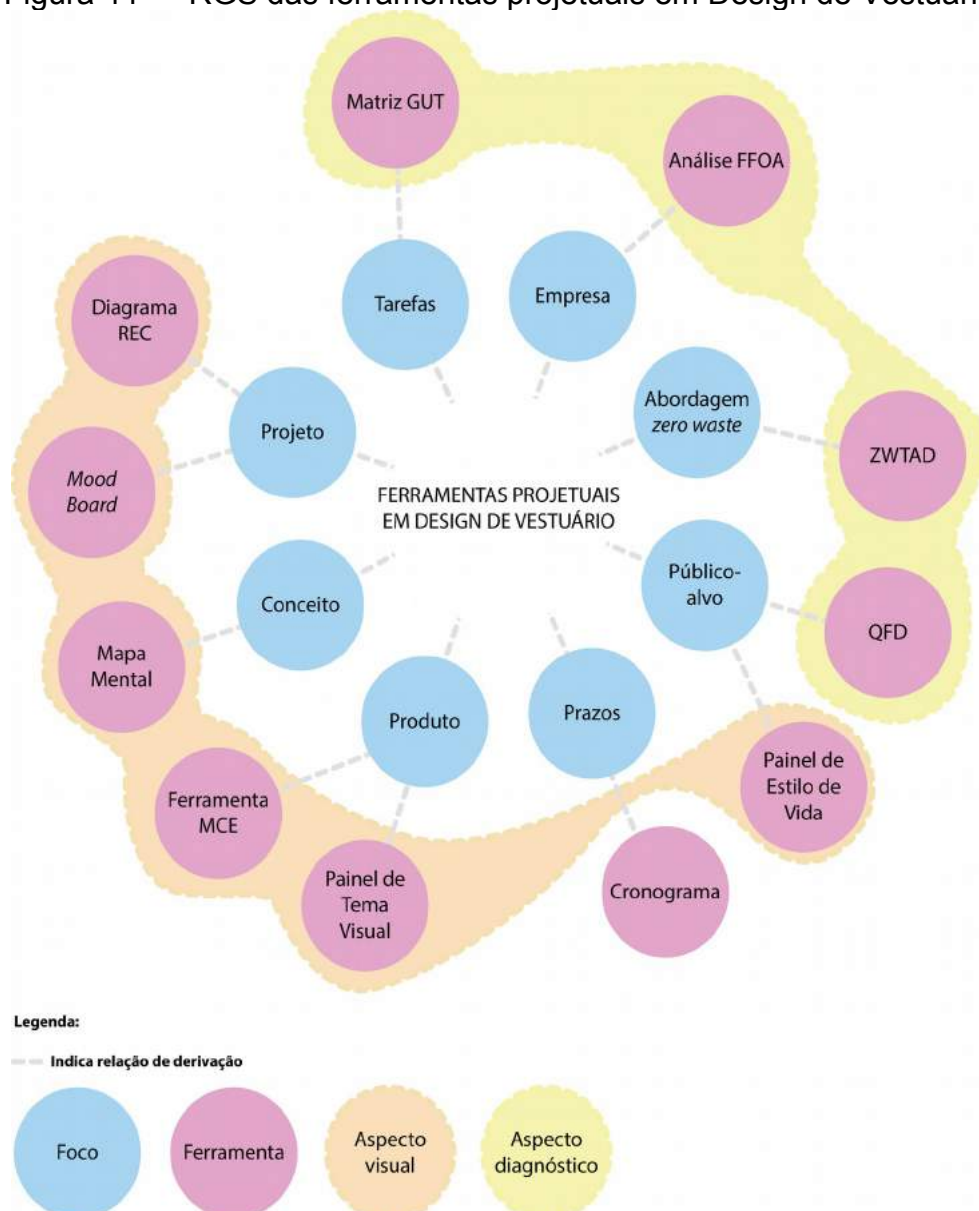 Matriz GUT
Análise FFOA
Tarefas
Empresa
Diagrama
REC
Abordagem
zero waste
Projeto
Mood
Board
ZWTAD
FERRAMENTAS PROJETUAIS
EM DESIGN DE VESTUÁRIO
Público-
alvo
Conceito
QFD
Mapa
Mental
Produto
Prazos
Painel de
Estilo de
Vida
Ferramenta
MCE
Painel de
Tema
Visual
Cronograma
Legenda:
Indica relação de derivação
Foco
Ferramenta
Aspecto
visual
Aspecto
diagnóstico